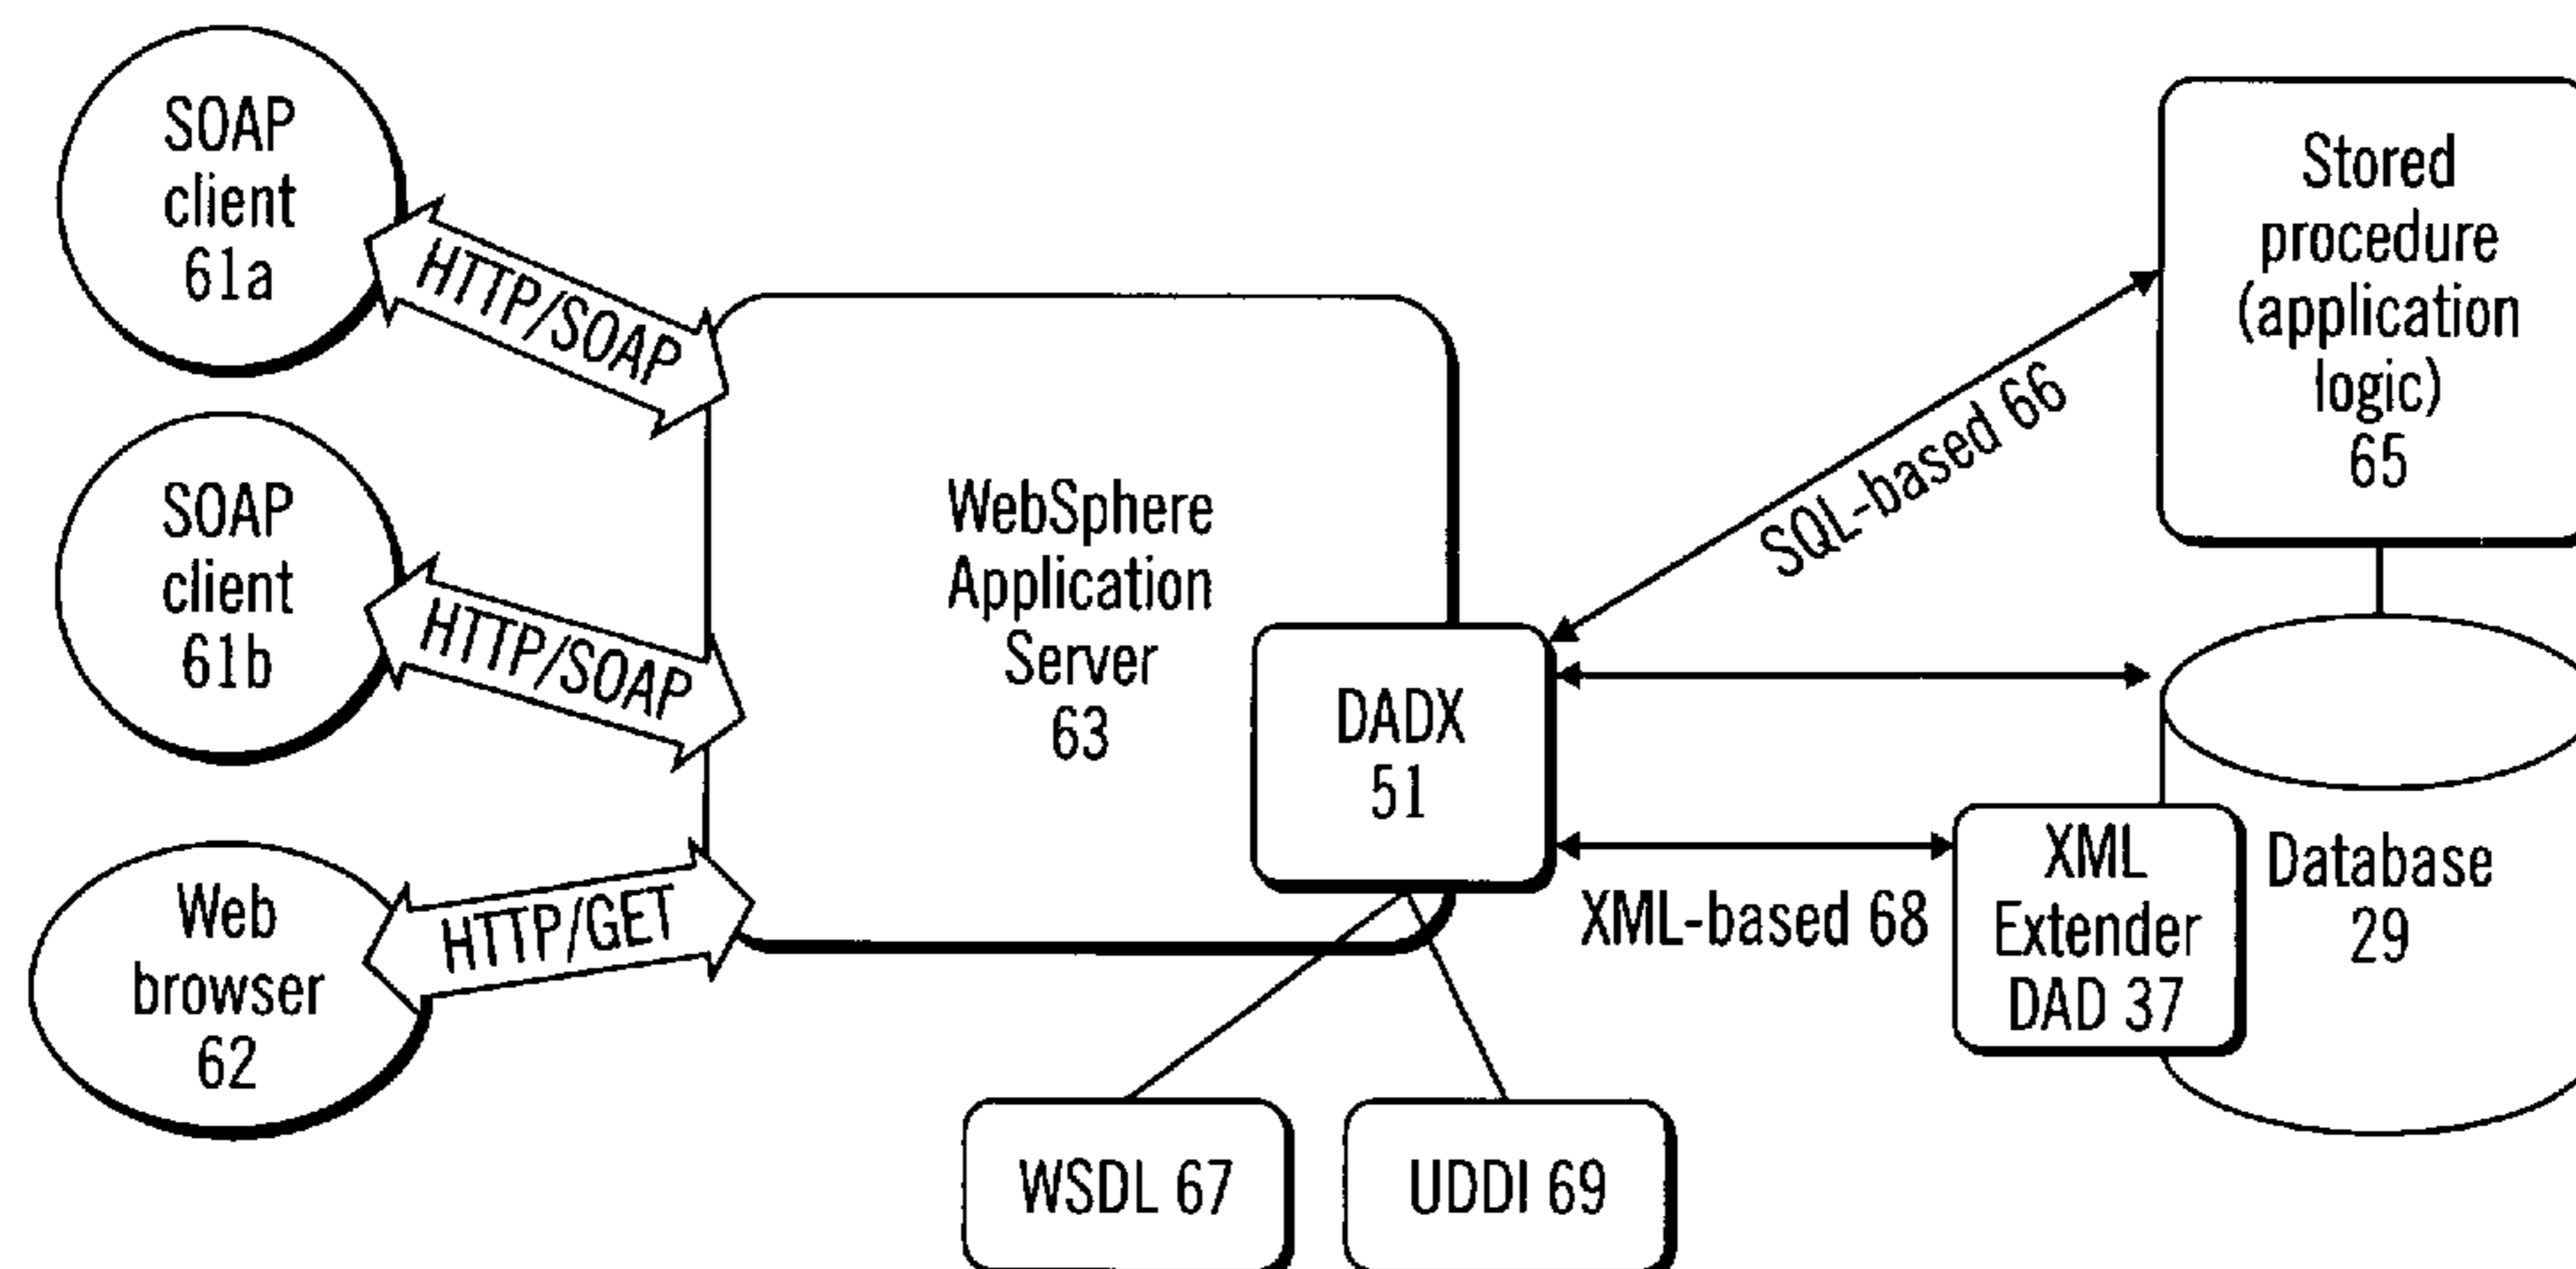 SOAP
client
61a
HTTP/SOAP
SOAP
client
61b
HTTP/SOAP
Web
browser
62
HTTP/GET
WebSphere
Application
Server
63
DADX
51
SQL-based 66
Stored
procedure
(application
logic)
65
XML-based 68
XML
Extender
DAD 37
Database
29
WSDL 67
UDDI 69